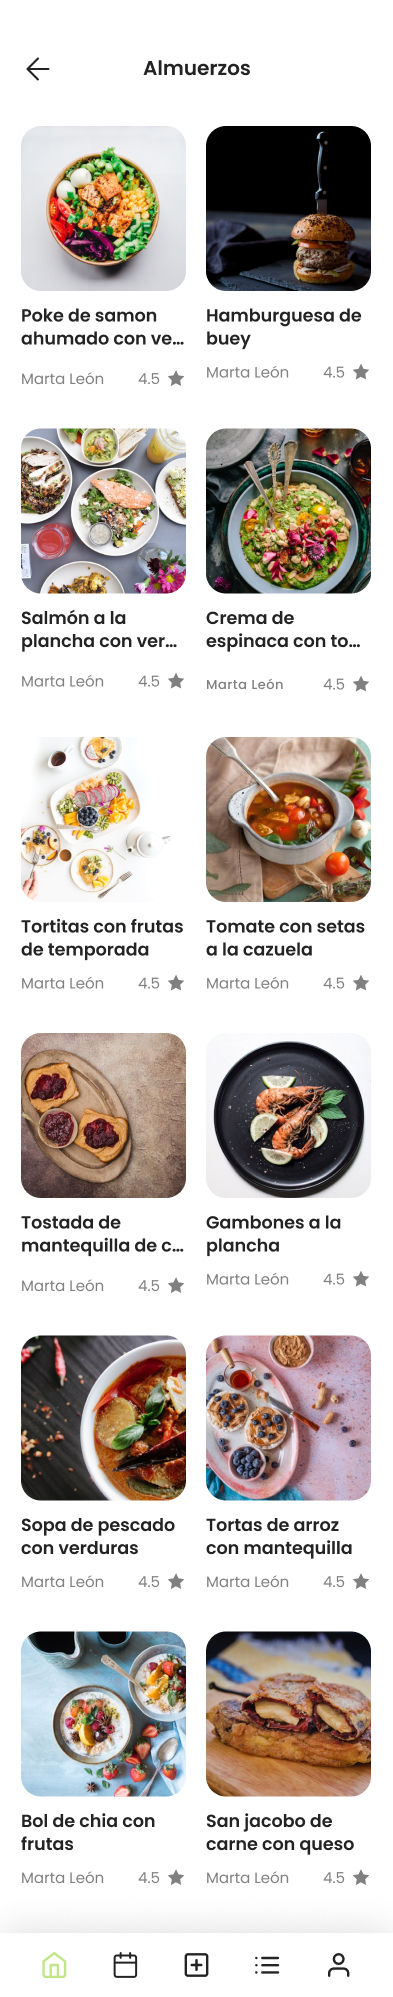 Almuerzos
Poke de samon
ahumado con ve...
Marta León 4.5
Hamburguesa de
buey
Marta León 4.5
Salmón a la
plancha con ver...
Marta León 4.5
Crema de
espinaca con to...
Marta León 4.5
Tortitas con frutas
de temporada
Marta León 4.5
Tomate con setas
a la cazuela
Marta León 4.5
Tostada de
mantequilla de c...
Marta León 4.5
Gambones a la
plancha
Marta León 4.5
Sopa de pescado
con verduras
Marta León 4.5
Tortas de arroz
con mantequilla
Marta León 4.5
Bol de chia con
frutas
Marta León 4.5
San jacobo de
carne con queso
Marta León 4.5